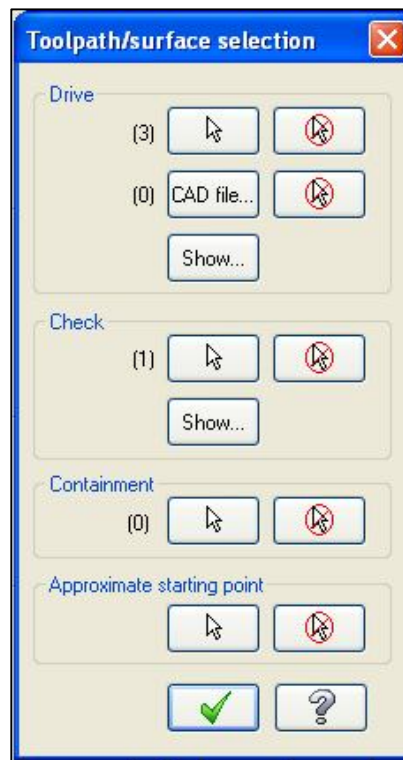 Toolpath/surface selection
Drive
(3)
(0) CAD file...
Show...
Check
(1)
Show...
Containment
(0)
Approximate starting point